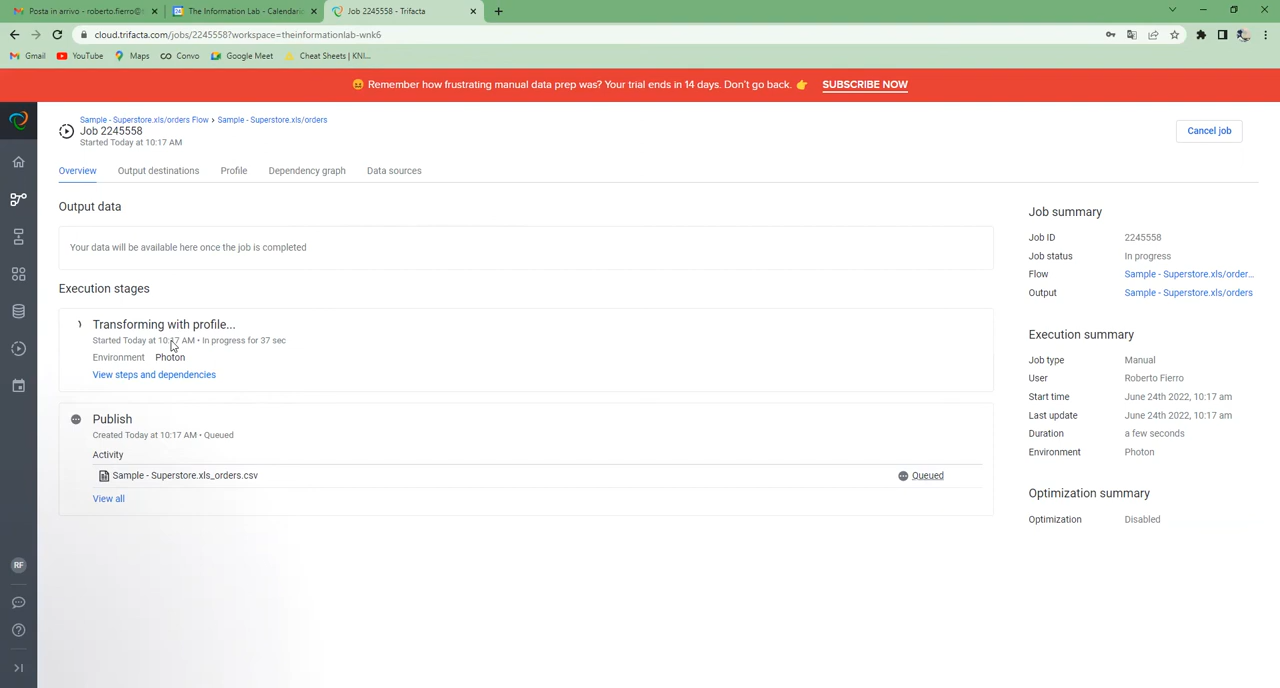 Posta in arrivo - roberto.fierro@
The Information Lab - Calendario
Job 2245558 - Trifacta
cloud.trifacta.com/jobs/2245558?workspace=theinformationlab-wnk6
Gmail YouTube Maps Convo Google Meet Cheat Sheets | KNI...
😖 Remember how frustrating manual data prep was? Your trial ends in 14 days. Don't go back. 👉 SUBSCRIBE NOW
Sample - Superstore.xls/orders Flow › Sample - Superstore.xls/orders
Job 2245558
Started Today at 10:17 AM
Cancel job
Overview Output destinations Profile Dependency graph Data sources
Output data
Your data will be available here once the job is completed
Execution stages
Transforming with profile...
Started Today at 10:17 AM • In progress for 37 sec
Environment Photon
View steps and dependencies
Publish
Created Today at 10:17 AM • Queued
Activity
Sample - Superstore.xls_orders.csv Queued
View all
Job summary
Job ID 2245558
Job status In progress
Flow Sample - Superstore.xls/order...
Output Sample - Superstore.xls/orders
Execution summary
Job type Manual
User Roberto Fierro
Start time June 24th 2022, 10:17 am
Last update June 24th 2022, 10:17 am
Duration a few seconds
Environment Photon
Optimization summary
Optimization Disabled
RF